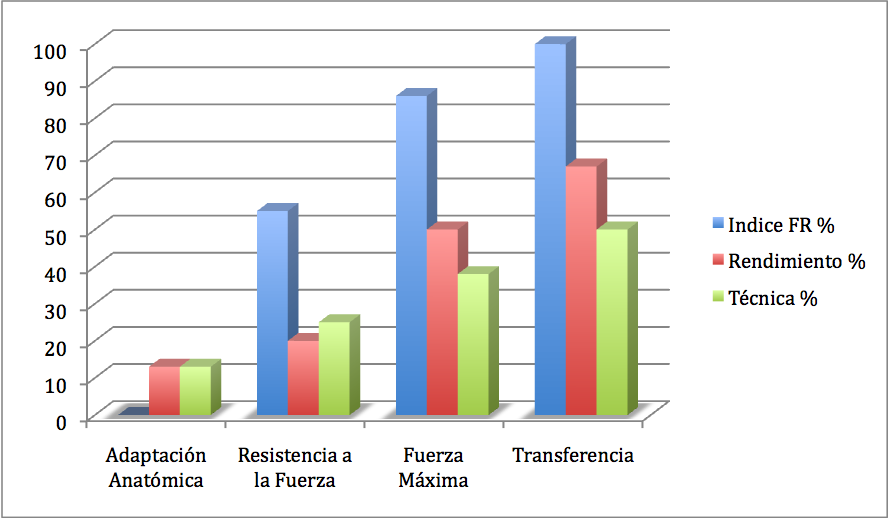 100
90
80
70
60
50
40
30
20
10
0
Adaptación
Anatómica
Resistencia a
la Fuerza
Fuerza
Máxima
Transferencia
Indice FR %
Rendimiento %
Técnica %